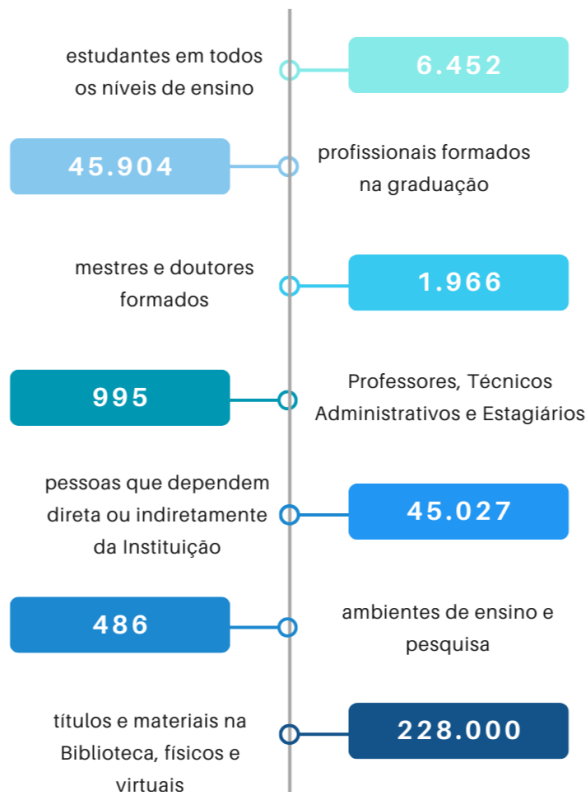 estudantes em todos
os níveis de ensino
6.452
45.904
profissionais formados
na graduação
mestres e doutores
formados
1.966
995
Professores, Técnicos
Administrativos e Estagiários
pessoas que dependem
direta ou indiretamente
da Instituição
45.027
486
ambientes de ensino e
pesquisa
títulos e materiais na
Biblioteca, físicos e
virtuais
228.000